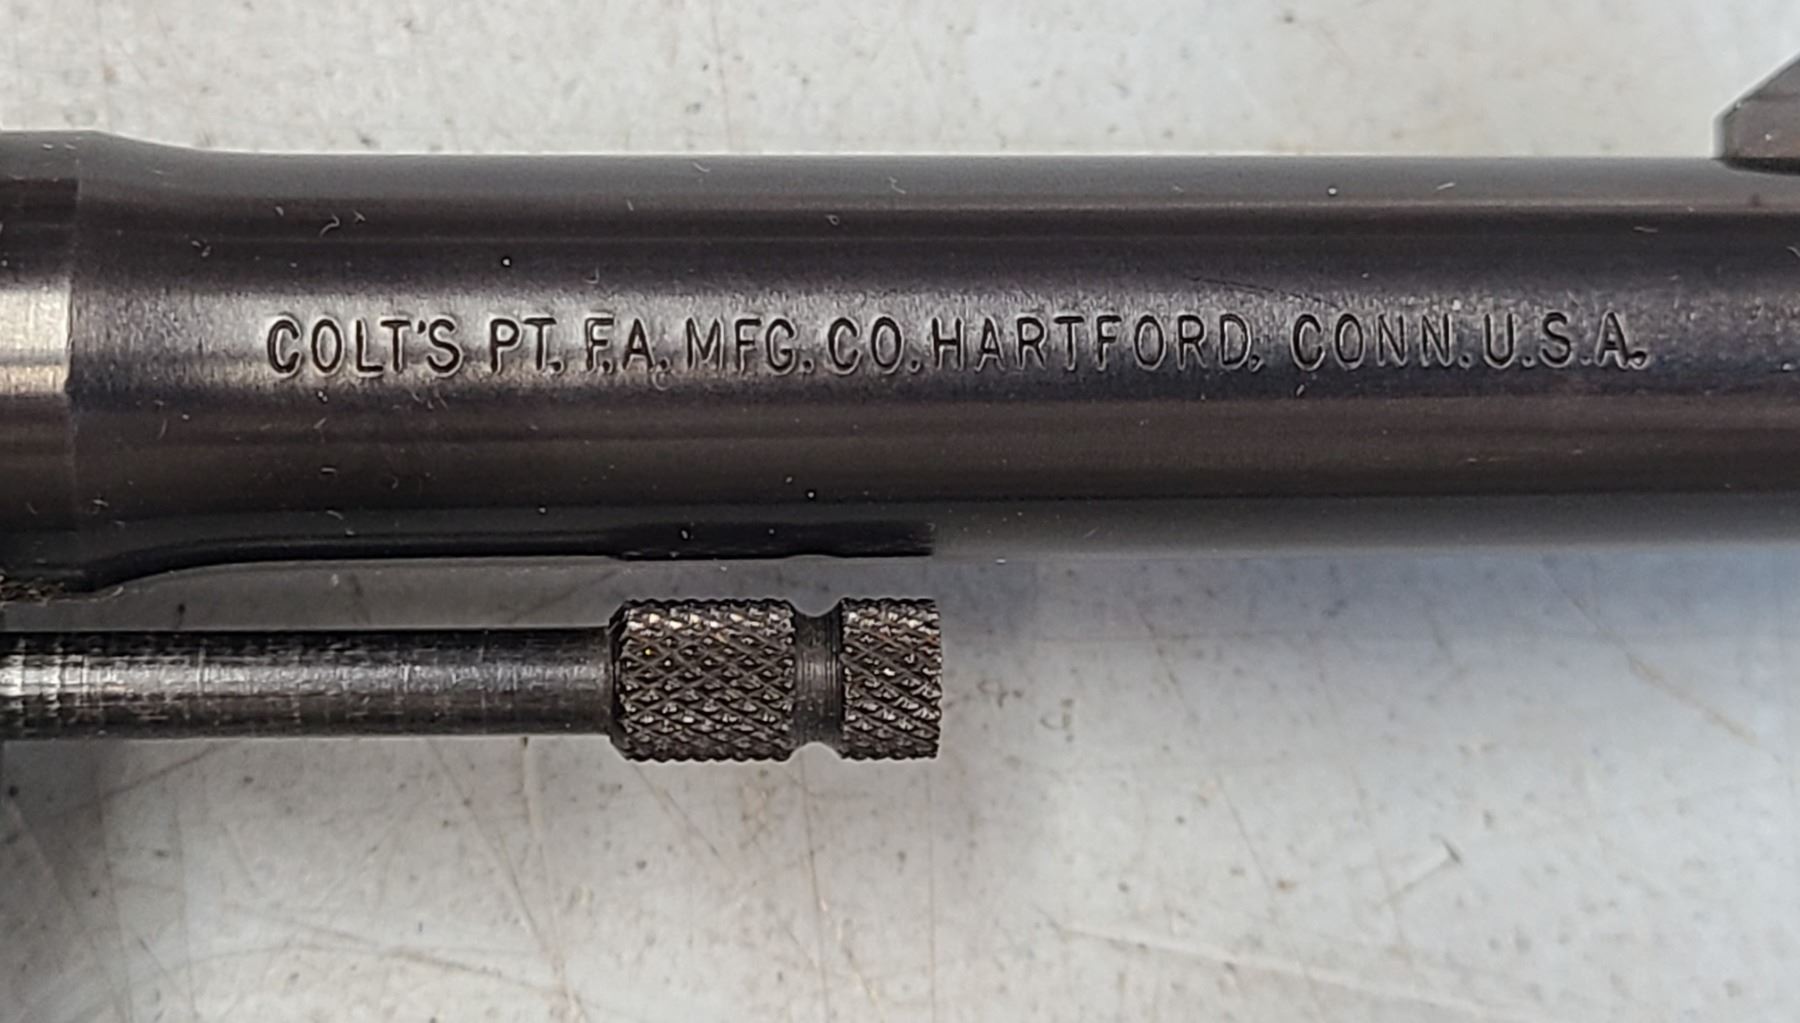 COLT'S PT. F.A. MFG. CO. HARTFORD, CONN. U.S.A.